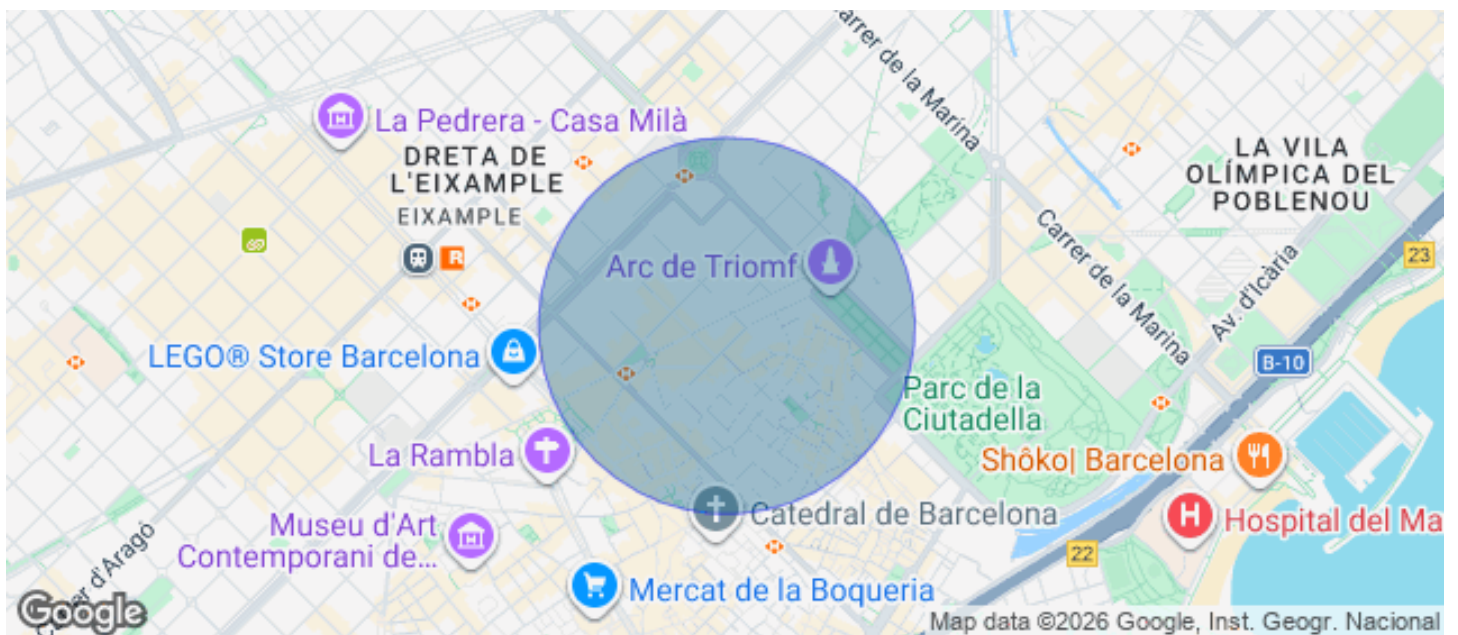 Carrer de la Marina
La Pedrera - Casa Milà
DRETA DE
L'EIXAMPLE
EIXAMPLE
LA VILA
OLÍMPICA DEL
POBLENOU
R
Arc de Triomf
Carrer de la Marina
Av. d'Icària
23
LEGO® Store Barcelona
B-10
Parc de la
Ciutadella
La Rambla
Shôko| Barcelona
Catedral de Barcelona
H
Hospital del Ma
Museu d'Art
Contemporani de...
22
Carrer d'Aragó
Mercat de la Boqueria
Google
Map data ©2026 Google, Inst. Geogr. Nacional